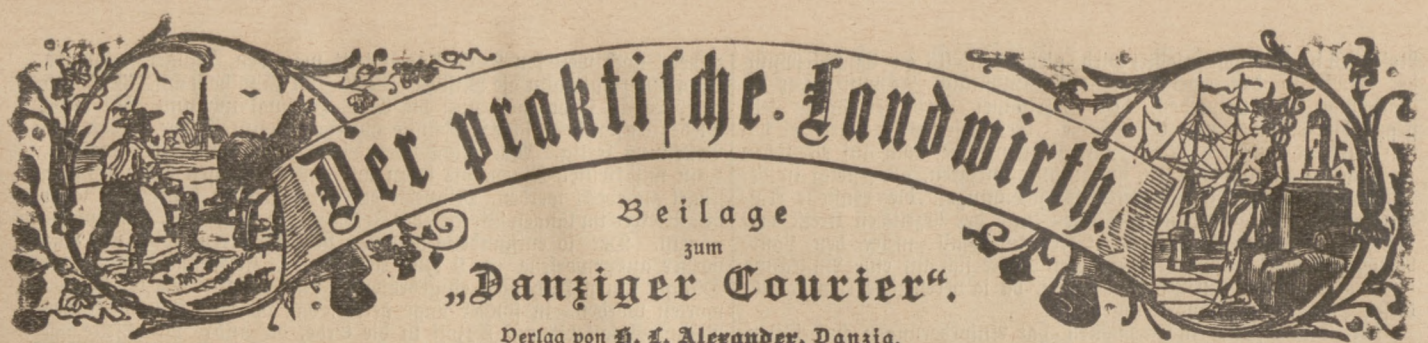 Der praktische Landwirth.
Beilage
zum
„Danziger Courier“.
Verlag von H. L. Alexander, Danzig.